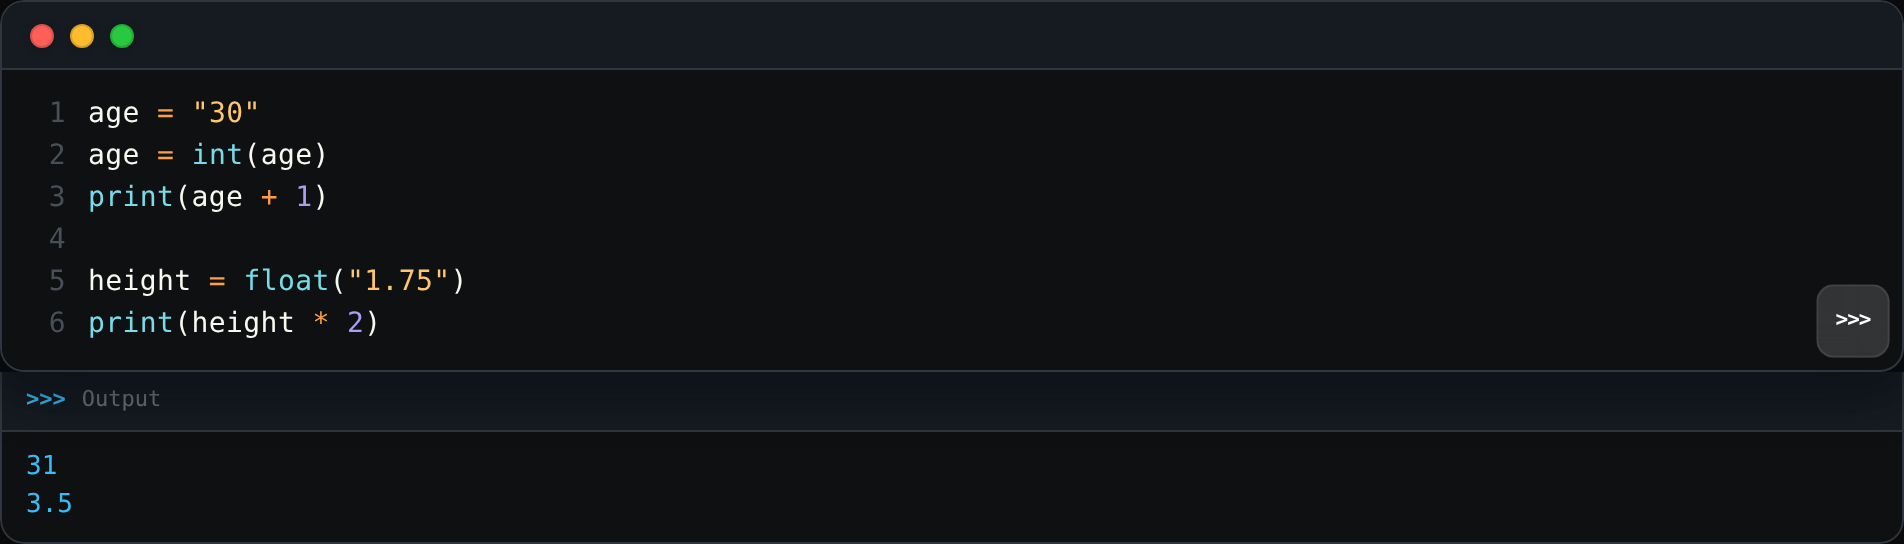 1 age = "30"
2 age = int(age)
3 print(age + 1)
4
5 height = float("1.75")
6 print(height * 2)
>>>
>>> Output
31
3.5